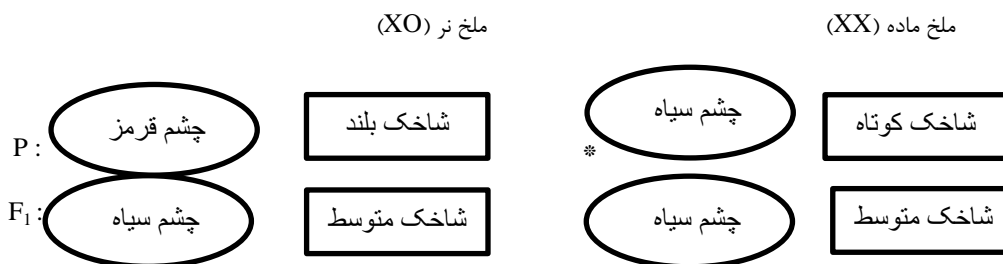 ملخ ماده (XX) ملخ نر (XO)
شاخک کوتاه چشم سیاه * شاخک بلند چشم قرمز P :
شاخک متوسط چشم سیاه شاخک متوسط چشم سیاه F₁ :